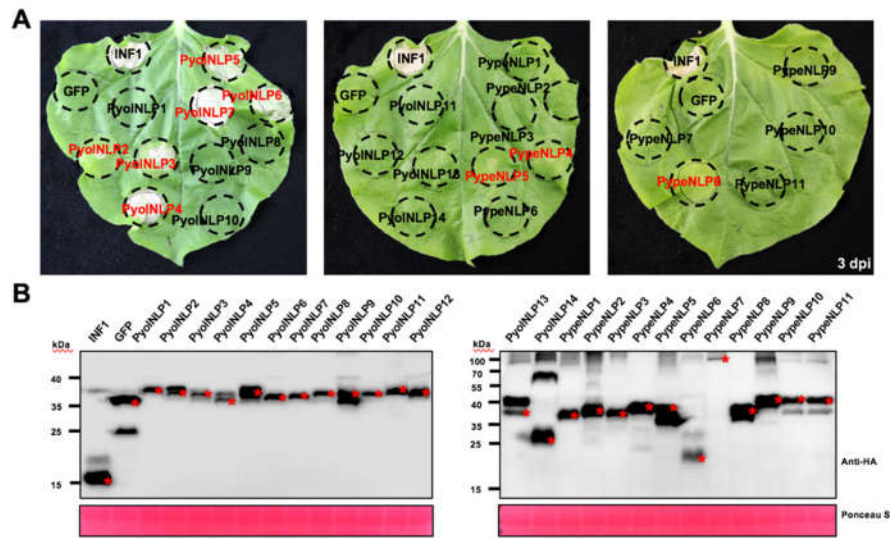 A
INF1
PyolNLP5
GFP
PyolNLP1
PyolNLP6
PyolNLP7
PyolNLP2
PyolNLP3
PyolNLP8
PyolNLP9
PyolNLP4
PyolNLP10
INF1
PypeNLP1
GFP
PyolNLP11
PypeNLP2
PypeNLP3
PyolNLP12
PyolNLP13
PypeNLP4
PypeNLP5
PyolNLP14
PypeNLP6
INF1
PypeNLP9
GFP
PypeNLP7
PypeNLP10
PypeNLP8
PypeNLP11
3 dpi
B
INF1
GFP
PyolNLP1
PyolNLP2
PyolNLP3
PyolNLP4
PyolNLP5
PyolNLP6
PyolNLP7
PyolNLP8
PyolNLP9
PyolNLP10
PyolNLP11
PyolNLP12
kDa
40
35
25
15
PyolNLP13
PyolNLP14
PypeNLP1
PypeNLP2
PypeNLP3
PypeNLP4
PypeNLP5
PypeNLP6
PypeNLP7
PypeNLP8
PypeNLP9
PypeNLP10
PypeNLP11
kDa
100
70
55
40
35
25
15
Anti-HA
Ponceau S